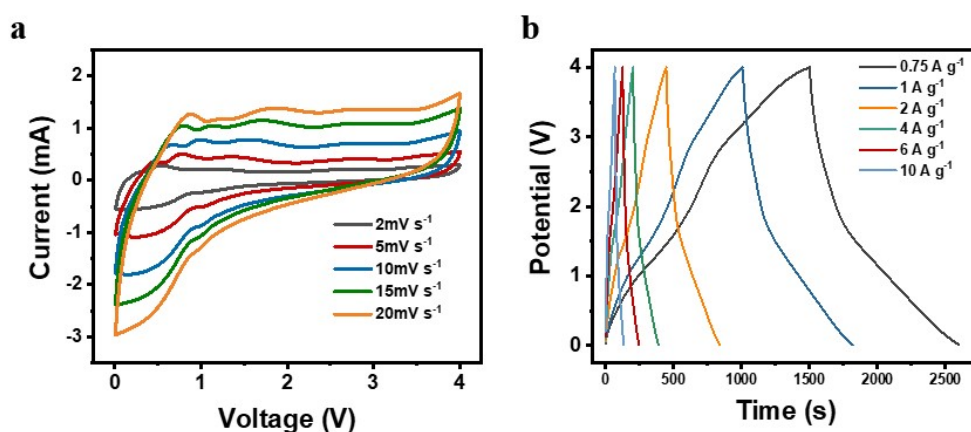 a
Current (mA)
2
1
0
-1
-2
-3
2mV s⁻¹
5mV s⁻¹
10mV s⁻¹
15mV s⁻¹
20mV s⁻¹
0 1 2 3 4
Voltage (V)
b
Potential (V)
4
3
2
1
0
0.75 A g⁻¹
1 A g⁻¹
2 A g⁻¹
4 A g⁻¹
6 A g⁻¹
10 A g⁻¹
0 500 1000 1500 2000 2500
Time (s)